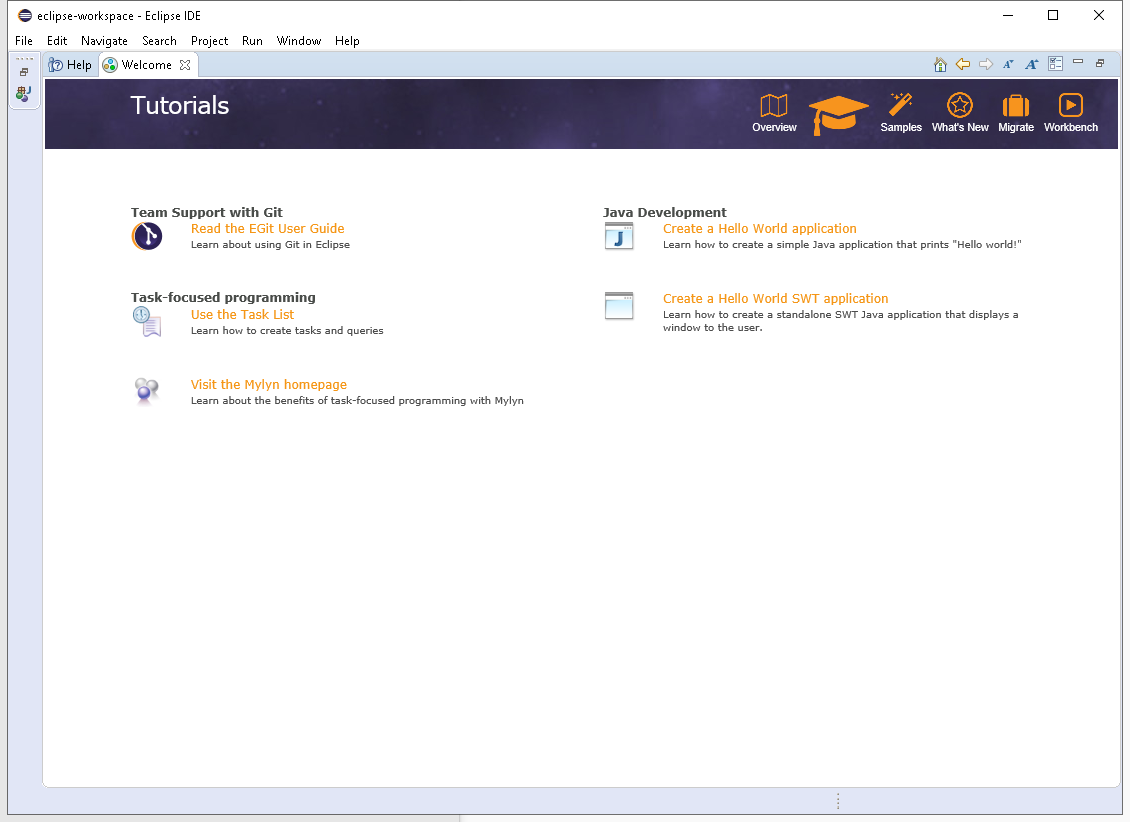 eclipse-workspace - Eclipse IDE
File Edit Navigate Search Project Run Window Help
Help Welcome
Tutorials
Overview Samples What's New Migrate Workbench
Team Support with Git
Read the EGit User Guide
Learn about using Git in Eclipse
Task-focused programming
Use the Task List
Learn how to create tasks and queries
Visit the Mylyn homepage
Learn about the benefits of task-focused programming with Mylyn
Java Development
Create a Hello World application
Learn how to create a simple Java application that prints "Hello world!"
Create a Hello World SWT application
Learn how to create a standalone SWT Java application that displays a
window to the user.